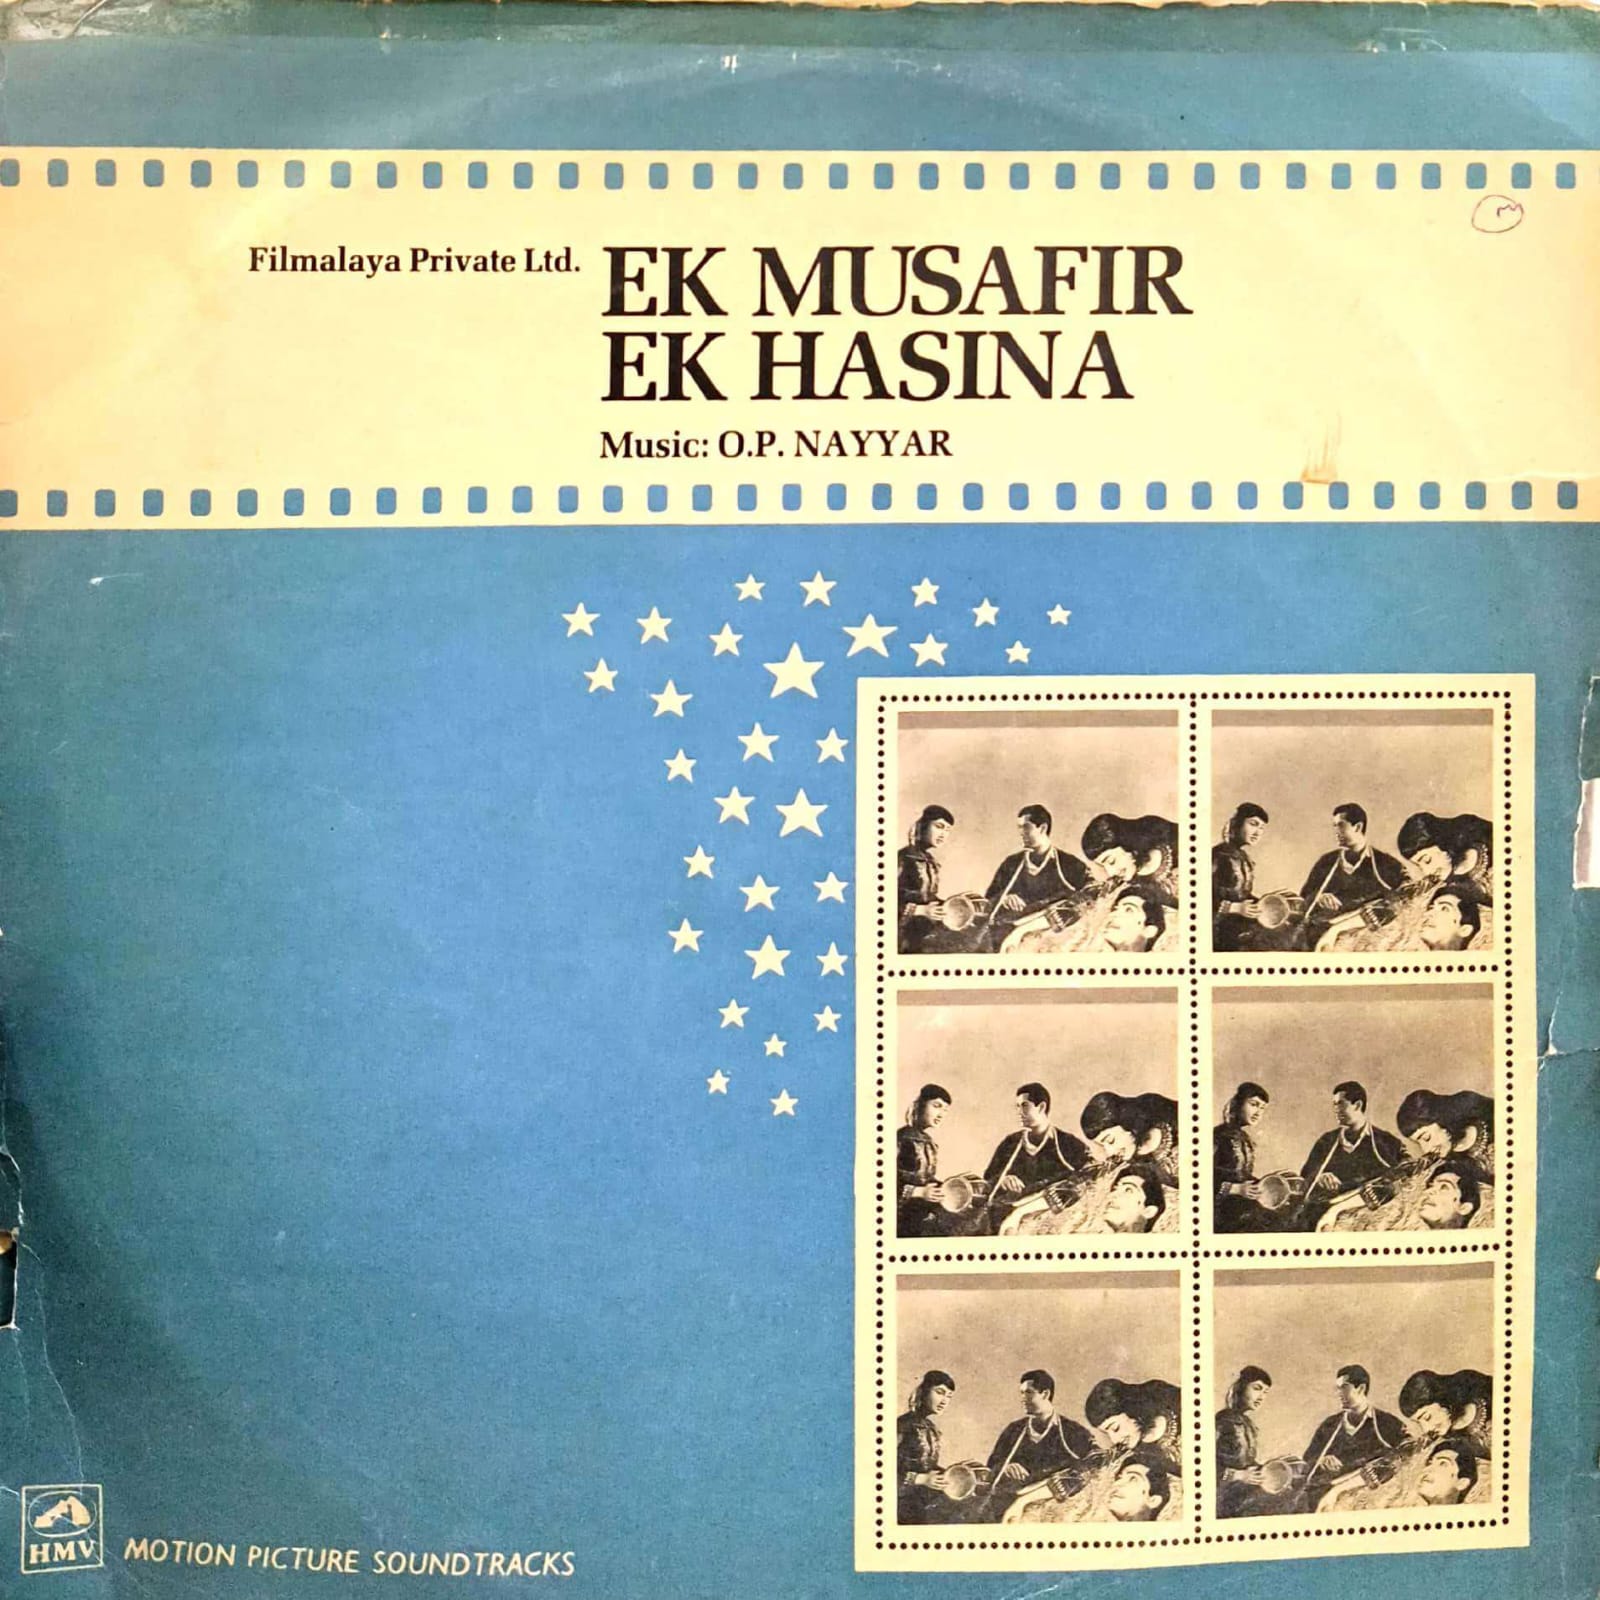 Filmalaya Private Ltd.
EK MUSAFIR
EK HASINA
Music: O.P. NAYYAR
HMV
MOTION PICTURE SOUNDTRACKS